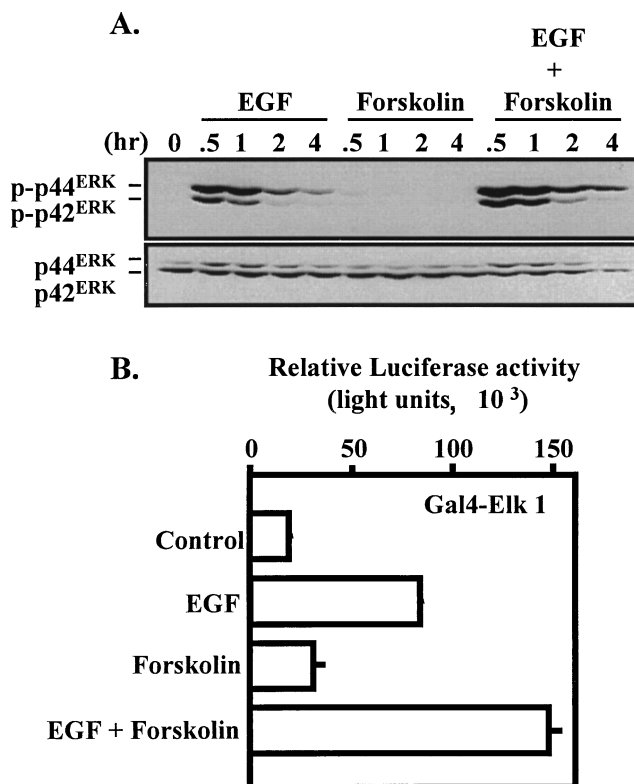 A.
EGF
+
EGF Forskolin Forskolin
(hr) 0 .5 1 2 4 .5 1 2 4 .5 1 2 4
p-p44ERK
p-p42ERK
p44ERK
p42ERK
B.
Relative Luciferase activity
(light units, 10 3)
0 50 100 150
Gal4-Elk 1
Control
EGF
Forskolin
EGF + Forskolin